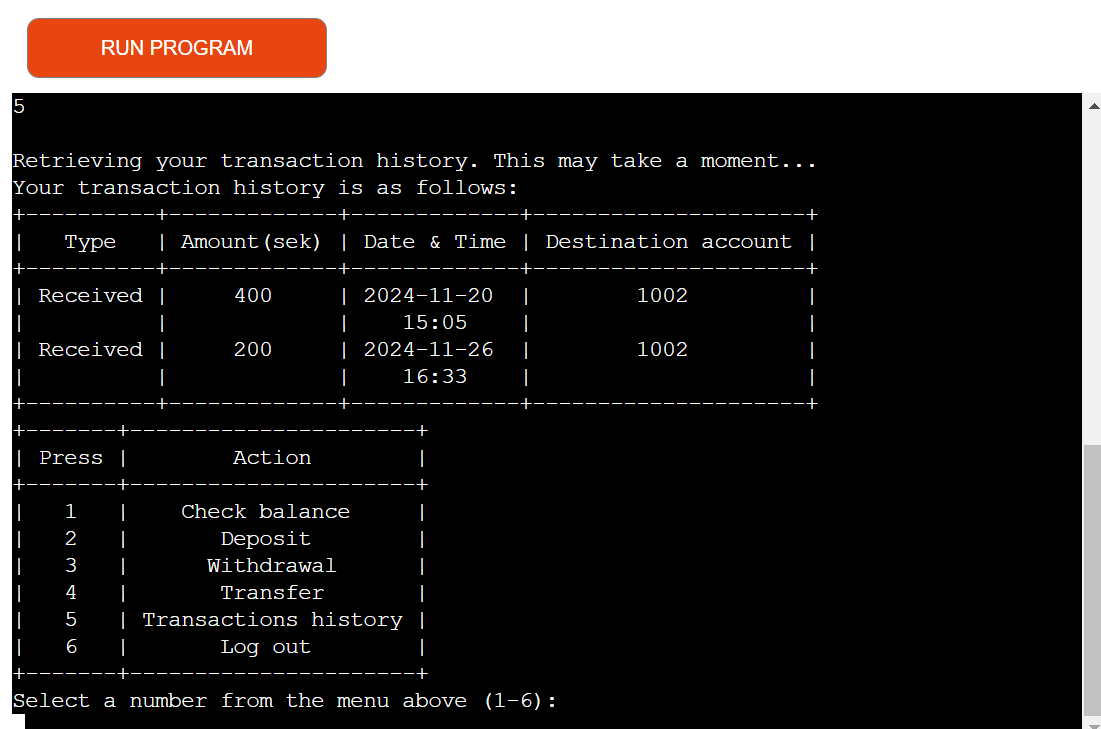 RUN PROGRAM
5
Retrieving your transaction history. This may take a moment...
Your transaction history is as follows:
+----------+-------------+-------------+---------------------+
|   Type   | Amount(sek) | Date & Time | Destination account |
+----------+-------------+-------------+---------------------+
| Received |     400     | 2024-11-20  |        1002         |
|          |             |    15:05    |                     |
| Received |     200     | 2024-11-26  |        1002         |
|          |             |    16:33    |                     |
+----------+-------------+-------------+---------------------+
+-------+----------------------+
| Press |        Action        |
+-------+----------------------+
|   1   |    Check balance     |
|   2   |       Deposit        |
|   3   |      Withdrawal      |
|   4   |       Transfer       |
|   5   | Transactions history |
|   6   |       Log out        |
+-------+----------------------+
Select a number from the menu above (1-6):